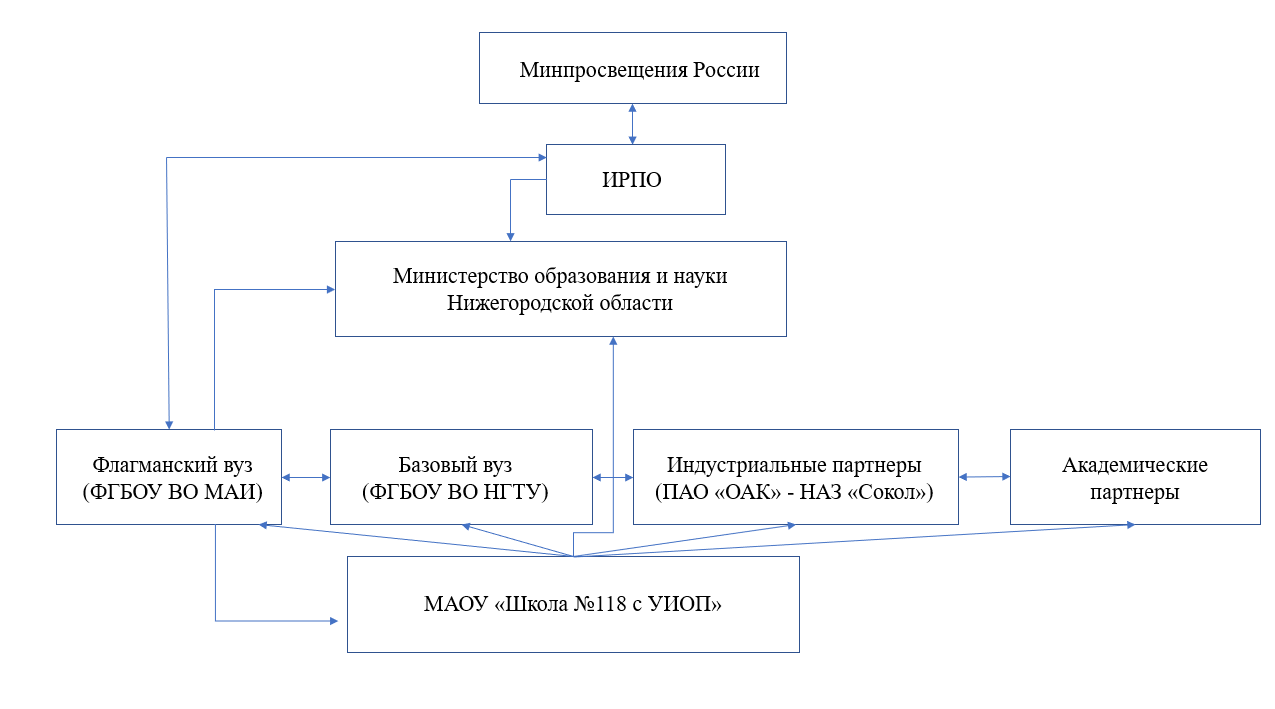 Минпросвещения России
ИРПО
Министерство образования и науки
Нижегородской области
Флагманский вуз
(ФГБОУ ВО МАИ)
Базовый вуз
(ФГБОУ ВО НГТУ)
Индустриальные партнеры
(ПАО «ОАК» - НАЗ «Сокол»)
Академические
партнеры
МАОУ «Школа №118 с УИОП»